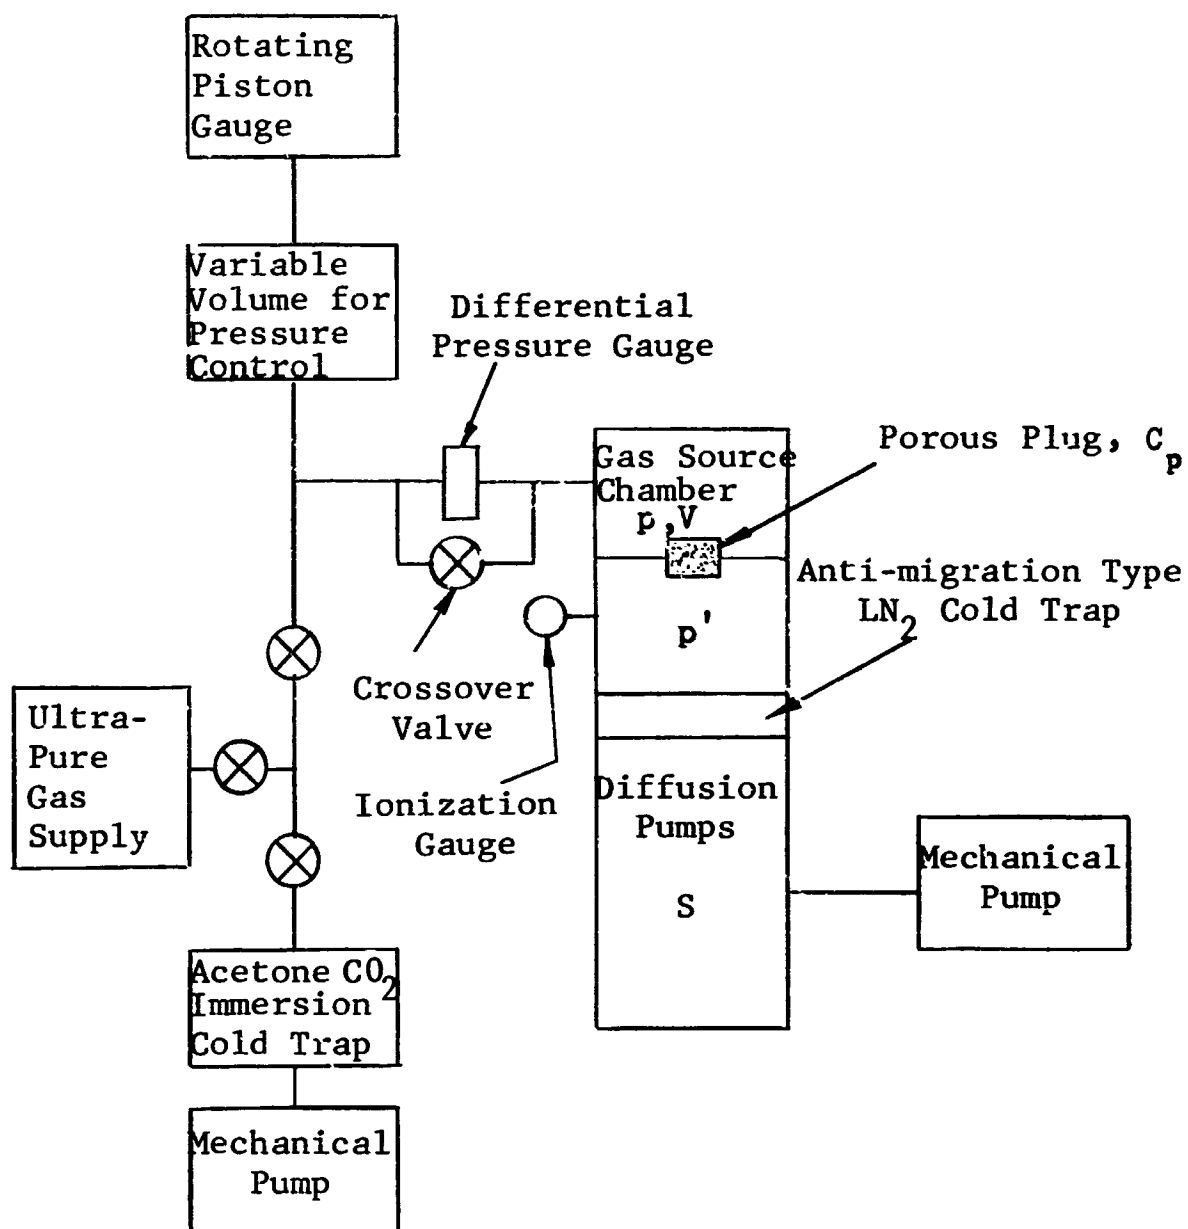 Rotating
Piston
Gauge
Variable
Volume for
Pressure
Control
Differential
Pressure Gauge
Porous Plug, Cp
Gas Source
Chamber
p,V
Anti-migration Type
LN2 Cold Trap
p'
Crossover
Valve
Ultra-
Pure
Gas
Supply
Ionization
Gauge
Diffusion
Pumps
S
Mechanical
Pump
Acetone CO2
Immersion
Cold Trap
Mechanical
Pump